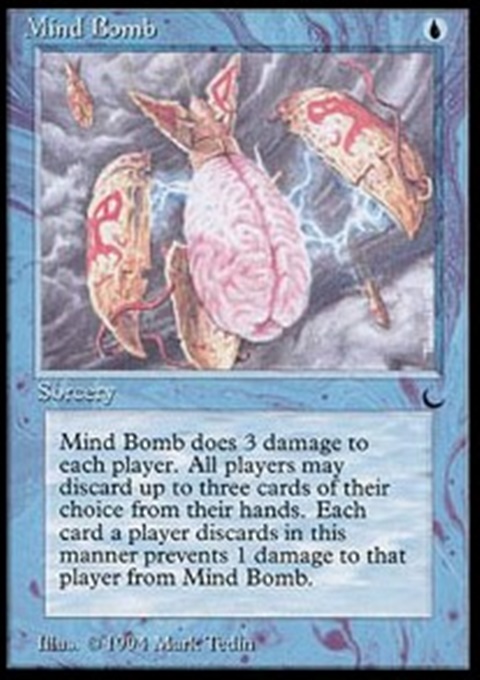 Mind Bomb
Sorcery
Mind Bomb does 3 damage to
each player. All players may
discard up to three cards of their
choice from their hands. Each
card a player discards in this
manner prevents 1 damage to that
player from Mind Bomb.
Illus. ©1994 Mark Tedin